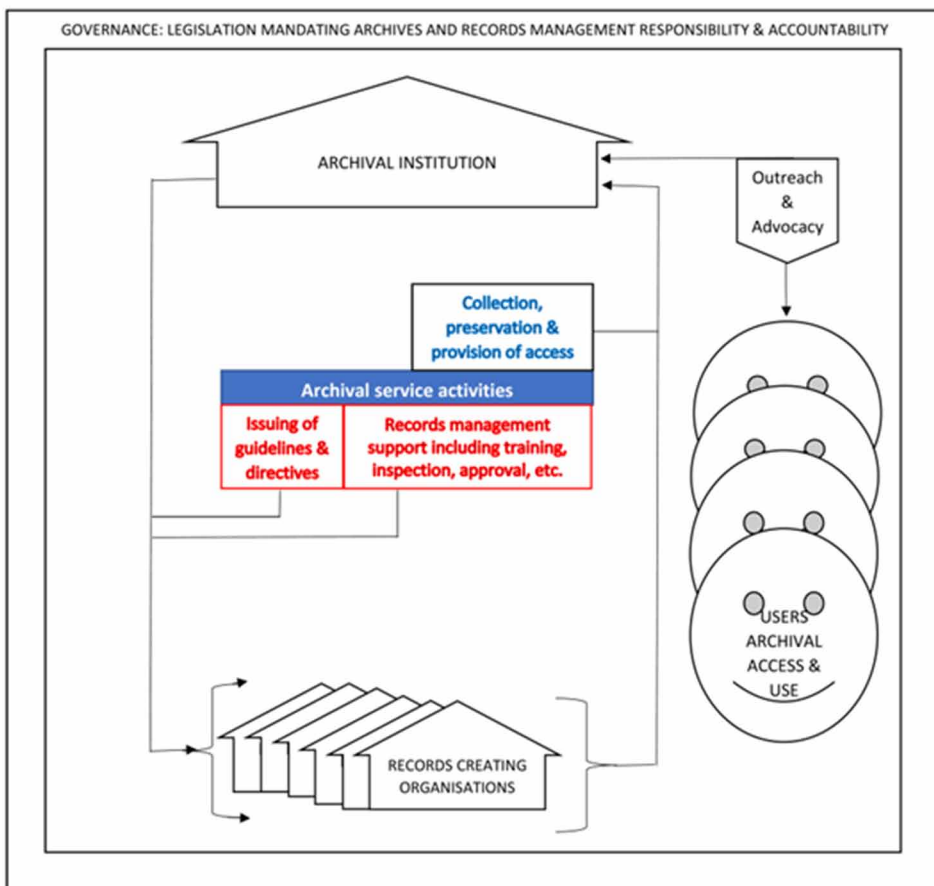 GOVERNANCE: LEGISLATION MANDATING ARCHIVES AND RECORDS MANAGEMENT RESPONSIBILITY & ACCOUNTABILITY
ARCHIVAL INSTITUTION
Outreach
&
Advocacy
Collection,
preservation &
provision of access
Archival service activities
Issuing of
guidelines &
directives
Records management
support including training,
inspection, approval, etc.
USERS
ARCHIVAL
ACCESS &
USE
RECORDS CREATING
ORGANISATIONS